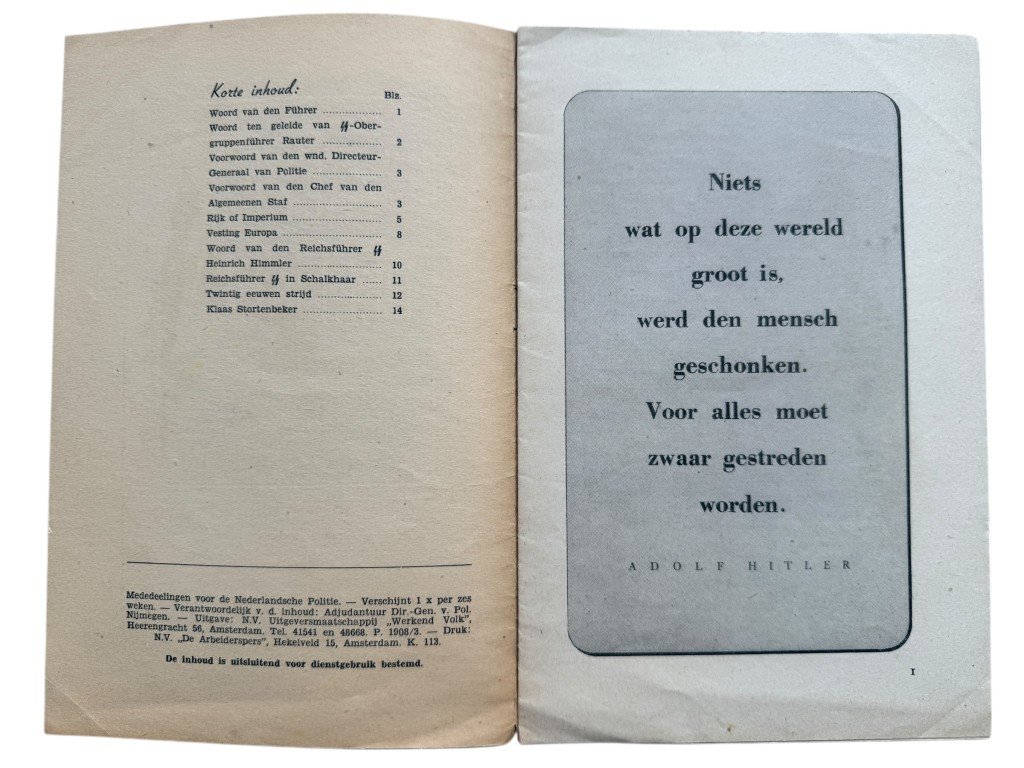 Korte inhoud:
Blz.
Woord van den Führer .................. 1
Woord ten geleide van ᛋᛋ-Ober-
gruppenführer Rauter .................. 2
Voorwoord van den wnd. Directeur-
Generaal van Politie .................. 3
Voorwoord van den Chef van den
Algemeenen Staf .................. 3
Rijk of Imperium .................. 5
Vesting Europa .................. 8
Woord van den Reichsführer ᛋᛋ
Heinrich Himmler .................. 10
Reichsführer ᛋᛋ in Schalkhaar ...... 11
Twintig eeuwen strijd .................. 12
Klaas Stortenbeker .................. 14
Mededeelingen voor de Nederlandsche Politie. — Verschijnt 1 x per zes
weken. — Verantwoordelijk v. d. inhoud: Adjudantuur Dir.-Gen. v. Pol.
Nijmegen. — Uitgave: N.V. Uitgeversmaatschappij „Werkend Volk”,
Heerengracht 56, Amsterdam. Tel. 41541 en 48668. P. 1908/3. — Druk:
N.V. „De Arbeiderspers”, Hekelveld 15, Amsterdam. K. 113.
De inhoud is uitsluitend voor dienstgebruik bestemd.
Niets
wat op deze wereld
groot is,
werd den mensch
geschonken.
Voor alles moet
zwaar gestreden
worden.
ADOLF HITLER
1